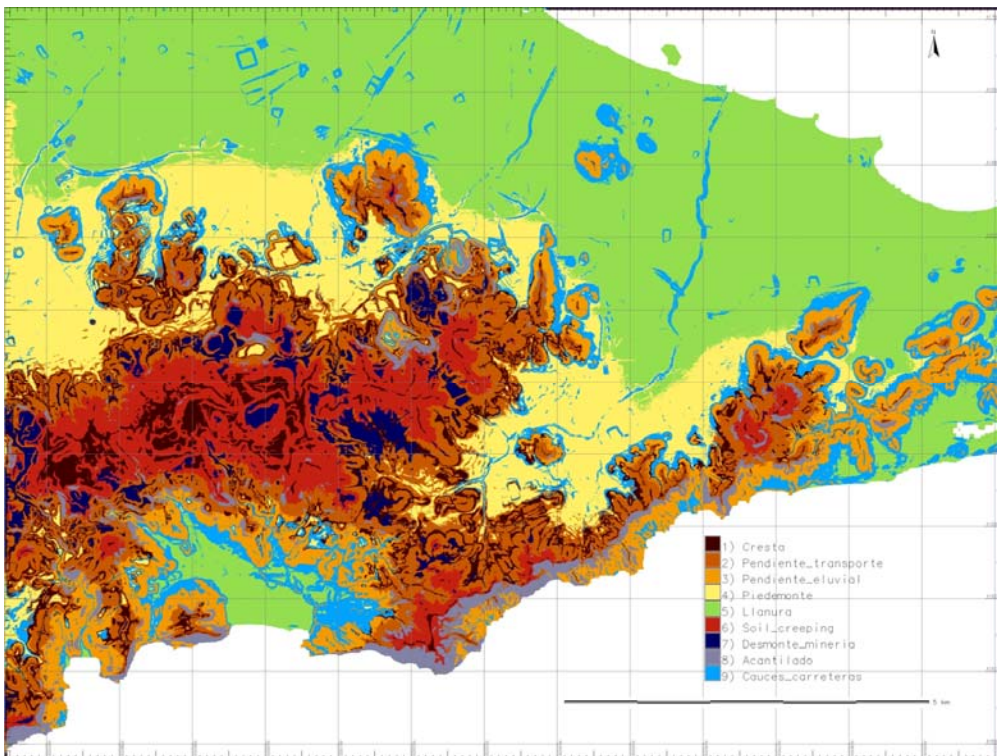 N
1) Cresta
2) Pendiente_transporte
3) Pendiente_eluvial
4) Piedemonte
5) Llanura
6) Soil_creeping
7) Desmonte_mineria
8) Acantilado
9) Cauces_carreteras
5 km